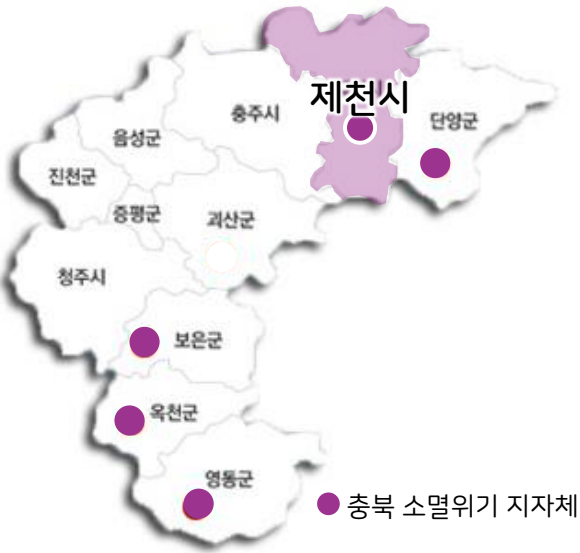 제천시
충주시
단양군
음성군
진천군
증평군
괴산군
청주시
보은군
옥천군
영동군
충북 소멸위기 지자체